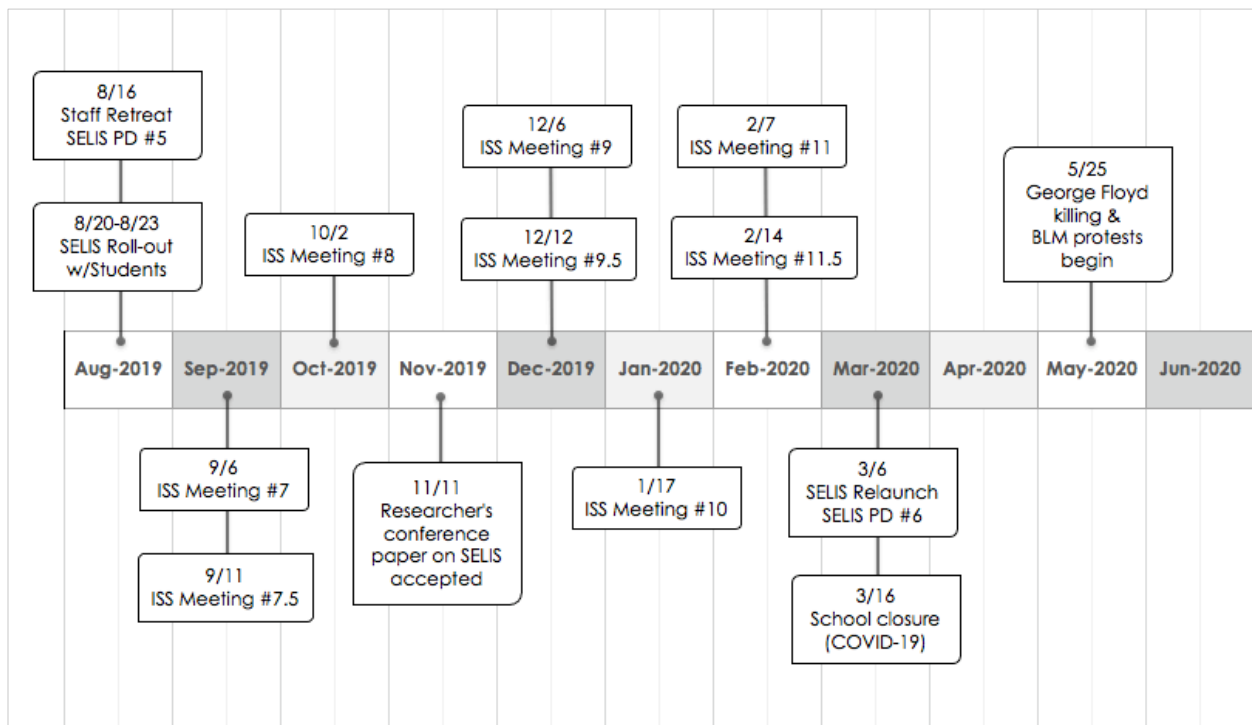 8/16
Staff Retreat
SELIS PD #5
8/20-8/23
SELIS Roll-out
w/Students
10/2
ISS Meeting #8
12/6
ISS Meeting #9
12/12
ISS Meeting #9.5
2/7
ISS Meeting #11
2/14
ISS Meeting #11.5
5/25
George Floyd
killing &
BLM protests
begin
Aug-2019 Sep-2019 Oct-2019 Nov-2019 Dec-2019 Jan-2020 Feb-2020 Mar-2020 Apr-2020 May-2020 Jun-2020
9/6
ISS Meeting #7
9/11
ISS Meeting #7.5
11/11
Researcher's
conference
paper on SELIS
accepted
1/17
ISS Meeting #10
3/6
SELIS Relaunch
SELIS PD #6
3/16
School closure
(COVID-19)